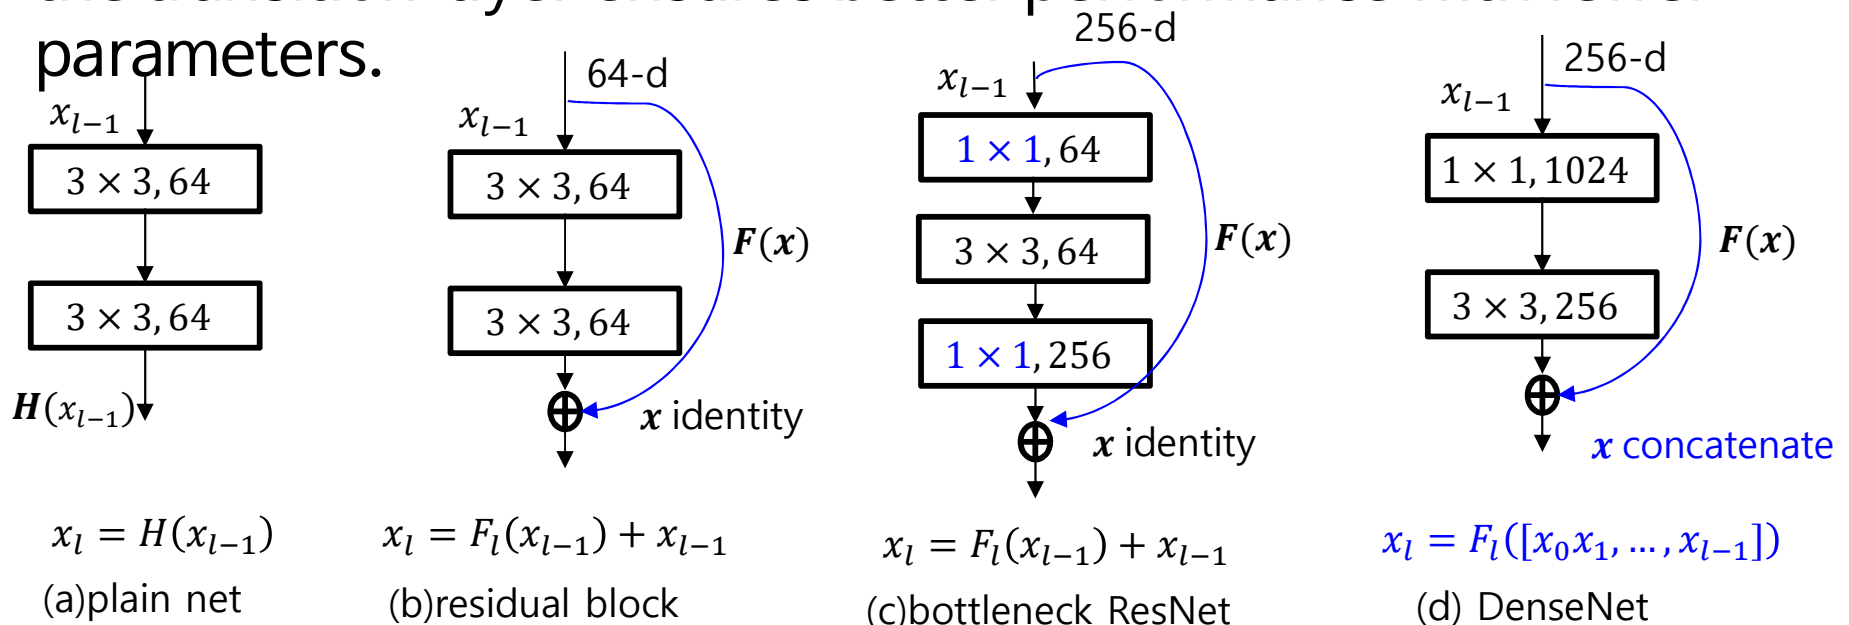 parameters.
256-d
64-d
256-d
x_{l−1}
x_{l−1}
x_{l−1}
x_{l−1}
3 × 3, 64
3 × 3, 64
1 × 1, 64
1 × 1, 1024
3 × 3, 64
F(x)
F(x)
F(x)
3 × 3, 64
3 × 3, 64
1 × 1, 256
3 × 3, 256
H(x_{l−1})
x identity
x identity
x concatenate
x_l = H(x_{l−1})
x_l = F_l(x_{l−1}) + x_{l−1}
x_l = F_l(x_{l−1}) + x_{l−1}
x_l = F_l([x_0x_1, … , x_{l−1}])
(a)plain net
(b)residual block
(c)bottleneck ResNet
(d) DenseNet